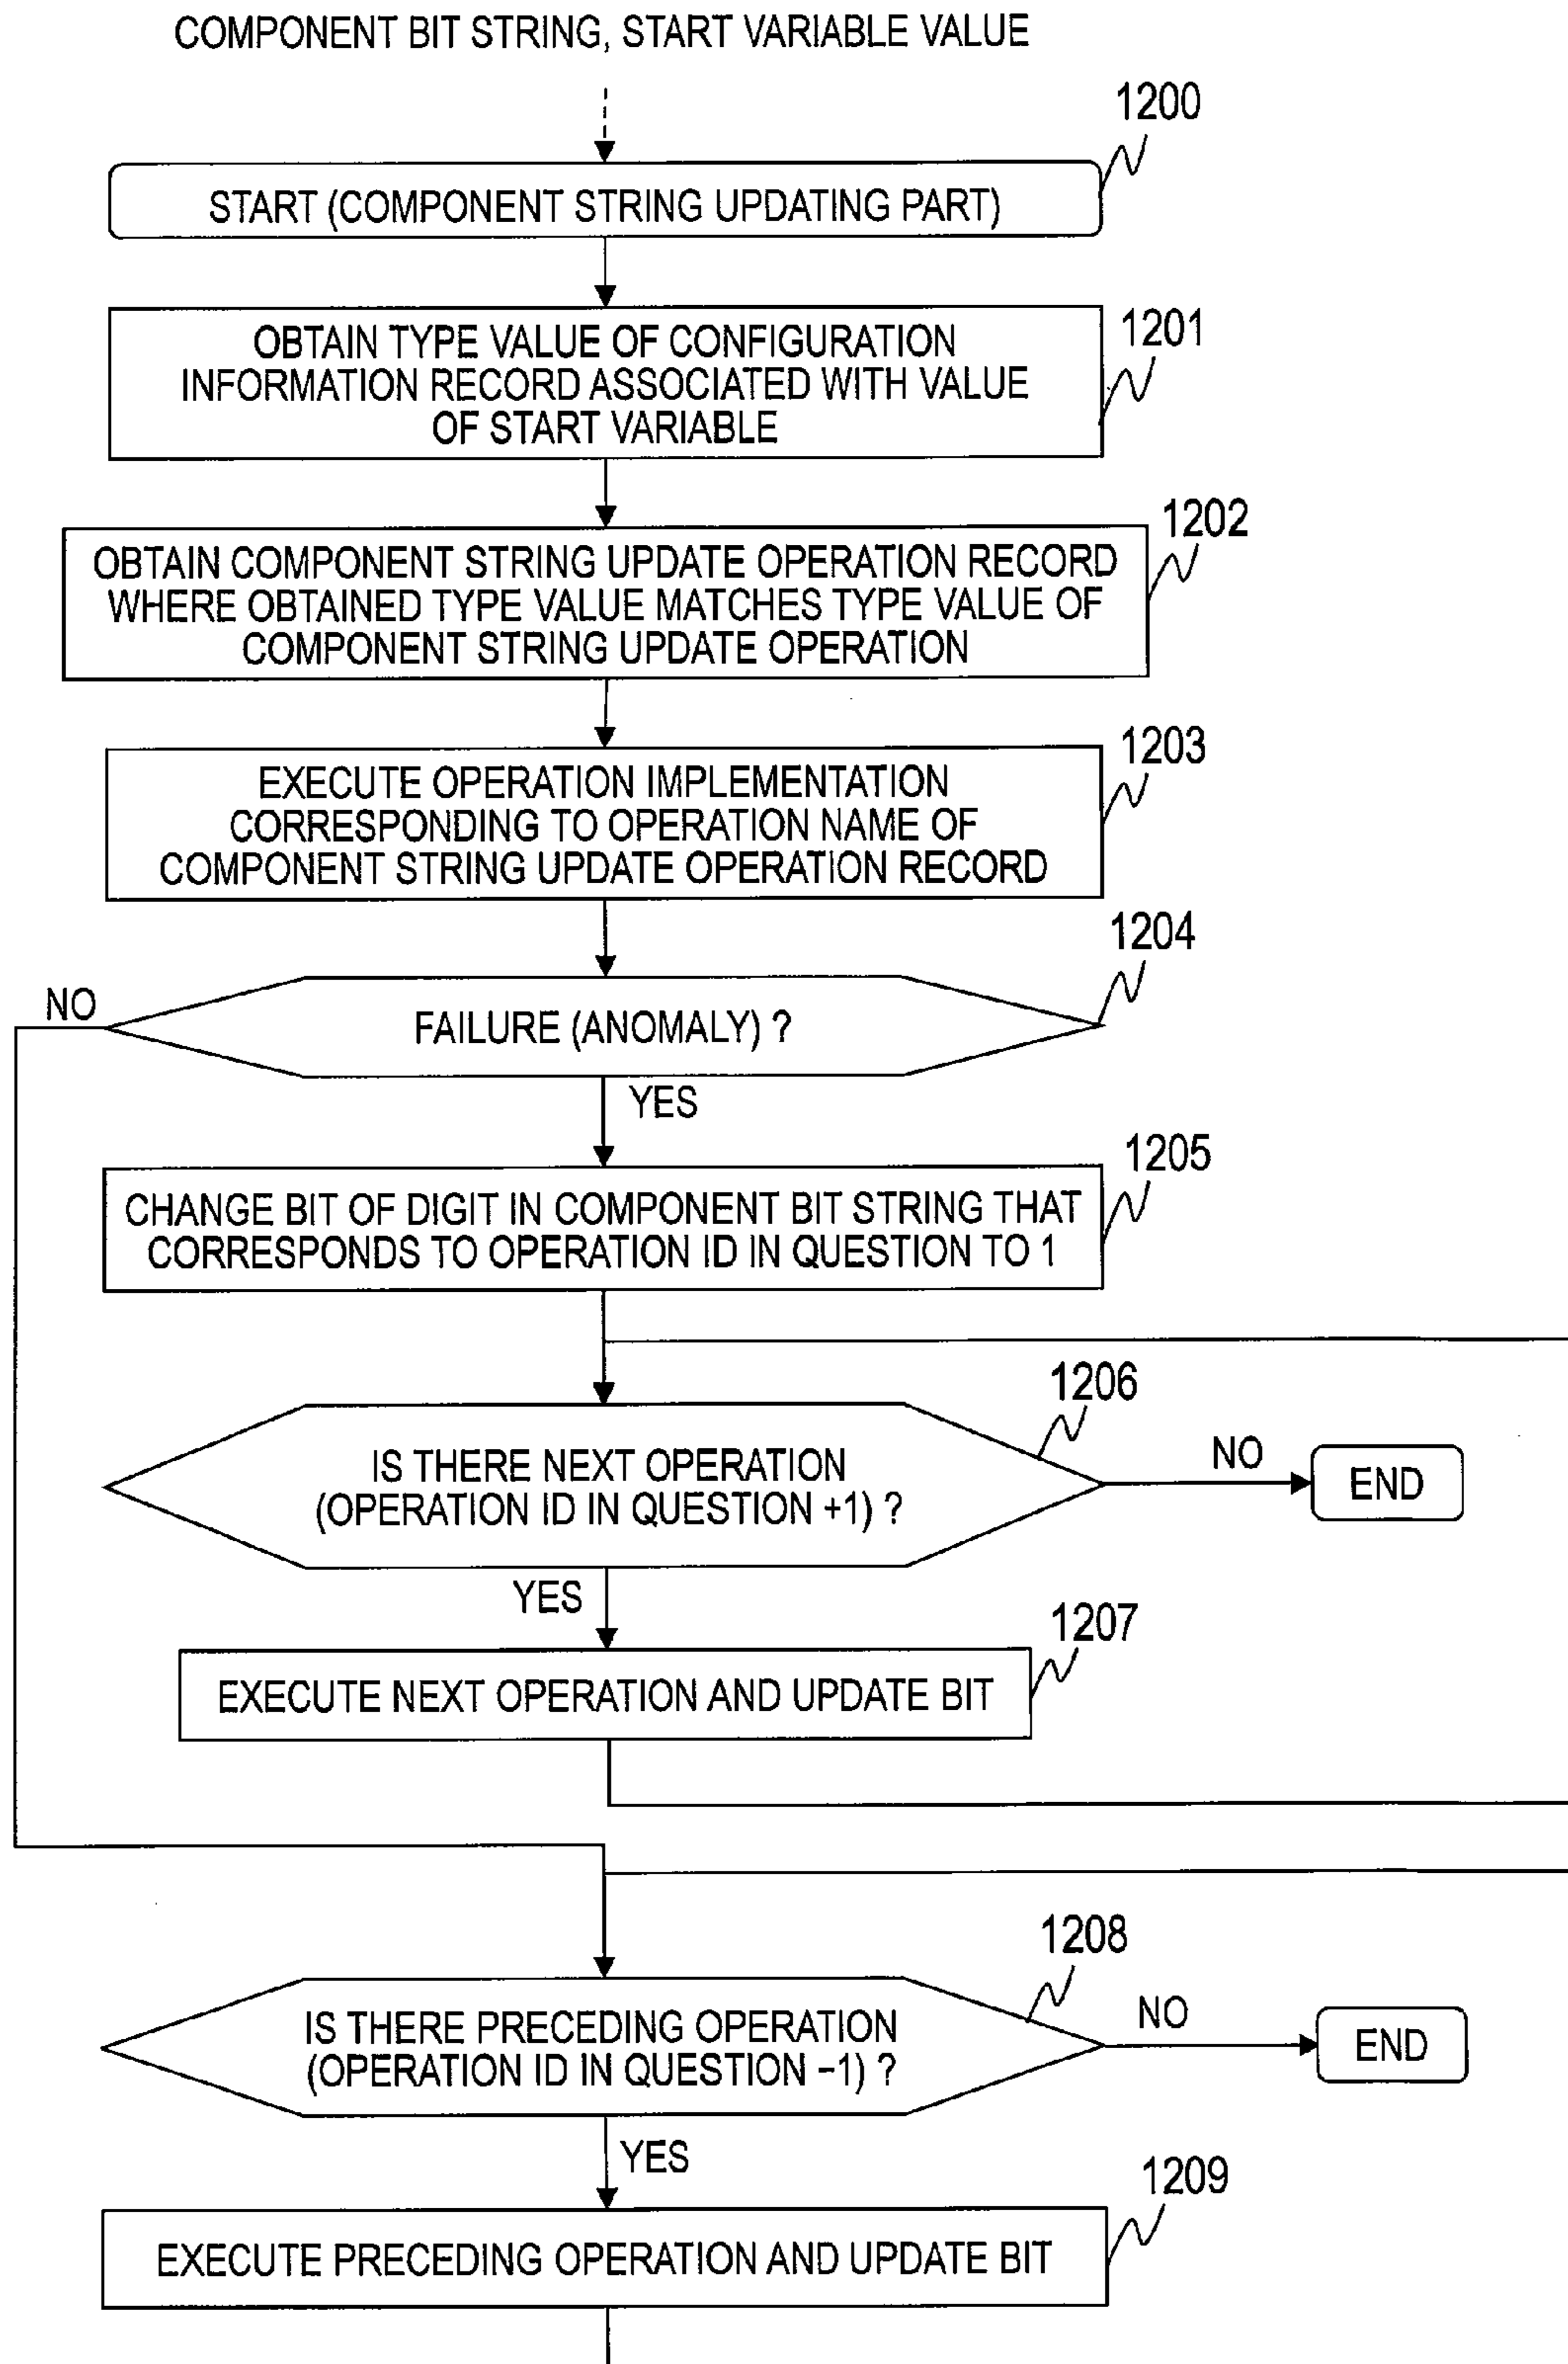 COMPONENT BIT STRING, START VARIABLE VALUE
1200
START (COMPONENT STRING UPDATING PART)
1201
OBTAIN TYPE VALUE OF CONFIGURATION
INFORMATION RECORD ASSOCIATED WITH VALUE
OF START VARIABLE
1202
OBTAIN COMPONENT STRING UPDATE OPERATION RECORD
WHERE OBTAINED TYPE VALUE MATCHES TYPE VALUE OF
COMPONENT STRING UPDATE OPERATION
1203
EXECUTE OPERATION IMPLEMENTATION
CORRESPONDING TO OPERATION NAME OF
COMPONENT STRING UPDATE OPERATION RECORD
1204
NO
FAILURE (ANOMALY) ?
YES
1205
CHANGE BIT OF DIGIT IN COMPONENT BIT STRING THAT
CORRESPONDS TO OPERATION ID IN QUESTION TO 1
1206
IS THERE NEXT OPERATION
(OPERATION ID IN QUESTION +1) ?
NO
END
YES
1207
EXECUTE NEXT OPERATION AND UPDATE BIT
1208
IS THERE PRECEDING OPERATION
(OPERATION ID IN QUESTION −1) ?
NO
END
YES
1209
EXECUTE PRECEDING OPERATION AND UPDATE BIT